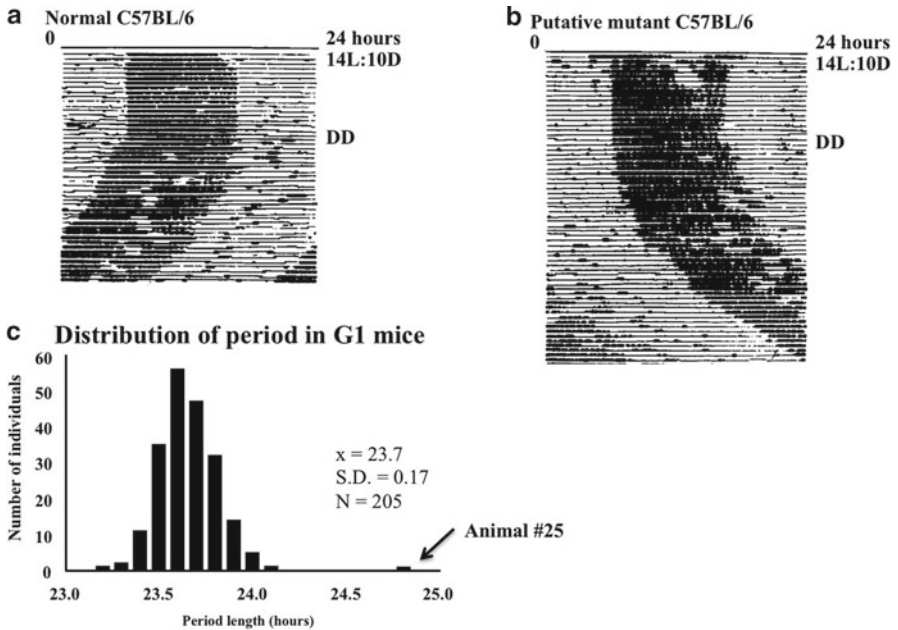 a
Normal C57BL/6
0
24 hours
14L:10D
DD
b
Putative mutant C57BL/6
0
24 hours
14L:10D
DD
c
Distribution of period in G1 mice
Number of individuals
60
50
40
30
20
10
0
x = 23.7
S.D. = 0.17
N = 205
Animal #25
23.0
23.5
24.0
24.5
25.0
Period length (hours)